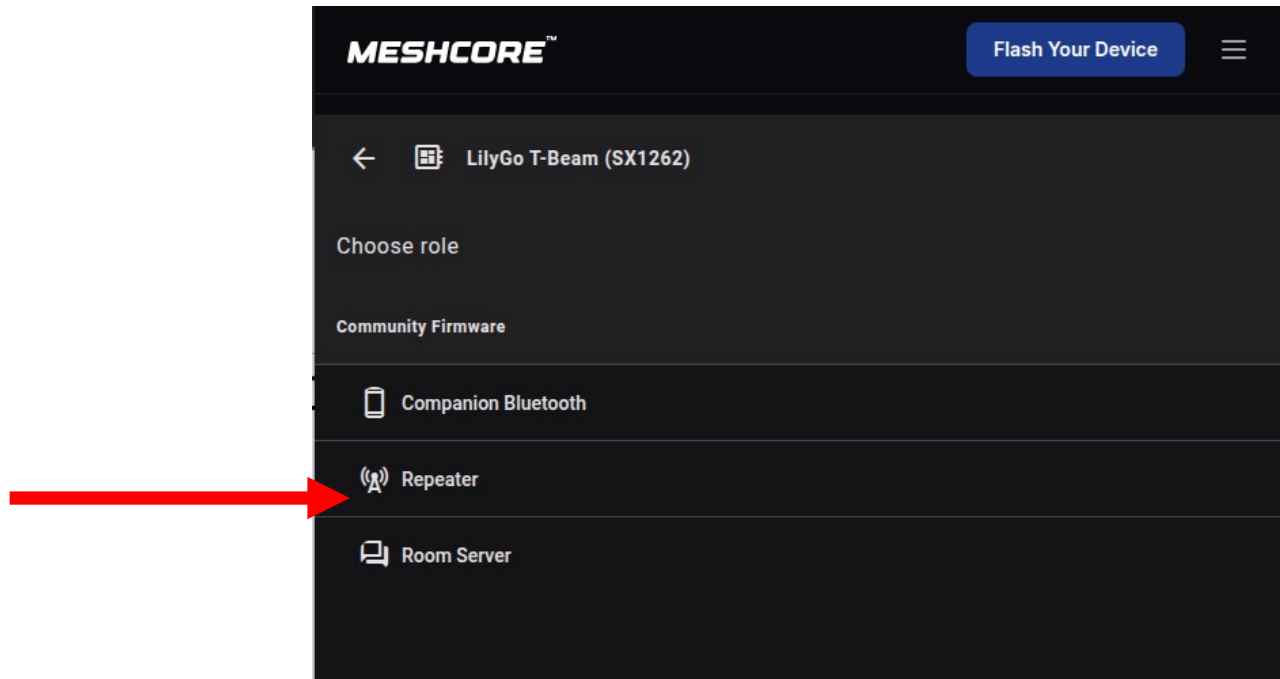 MESHCORE™
Flash Your Device
LilyGo T-Beam (SX1262)
Choose role
Community Firmware
Companion Bluetooth
Repeater
Room Server